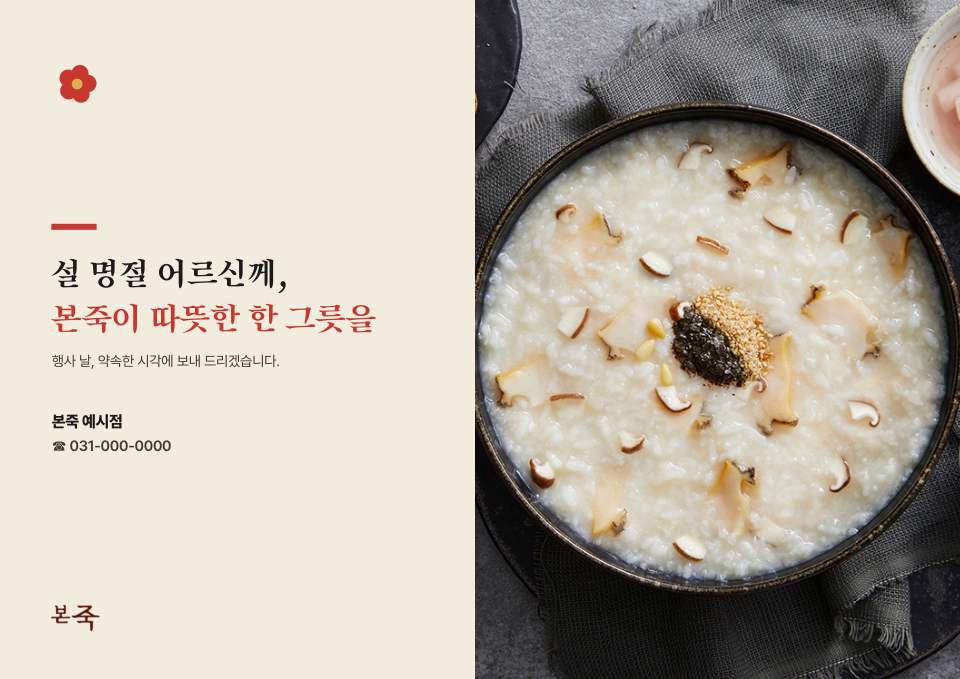 설 명절 어르신께,
본죽이 따뜻한 한 그릇을
행사 날, 약속한 시각에 보내 드리겠습니다.
본죽 예시점
☎ 031-000-0000
본죽